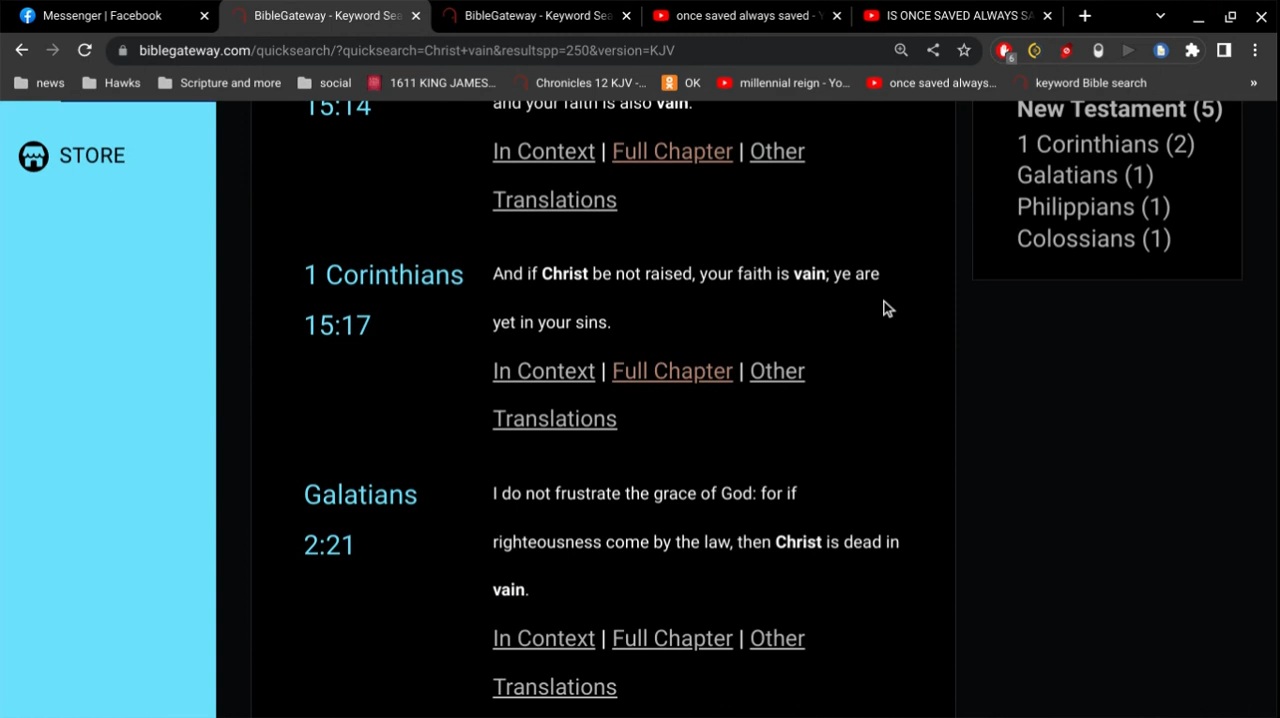 Messenger | Facebook
BibleGateway - Keyword Sea
BibleGateway - Keyword Sea
once saved always saved -
IS ONCE SAVED ALWAYS SA
biblegateway.com/quicksearch/?quicksearch=Christ+vain&resultspp=250&version=KJV
6
news
Hawks
Scripture and more
social
1611 KING JAMES...
Chronicles 12 KJV -...
OK
millennial reign - Yo...
once saved always...
keyword Bible search
»
STORE
15:14
and your faith is also vain.
In Context | Full Chapter | Other
Translations
1 Corinthians
15:17
And if Christ be not raised, your faith is vain; ye are
yet in your sins.
In Context | Full Chapter | Other
Translations
Galatians
2:21
I do not frustrate the grace of God: for if
righteousness come by the law, then Christ is dead in
vain.
In Context | Full Chapter | Other
Translations
New Testament (5)
1 Corinthians (2)
Galatians (1)
Philippians (1)
Colossians (1)